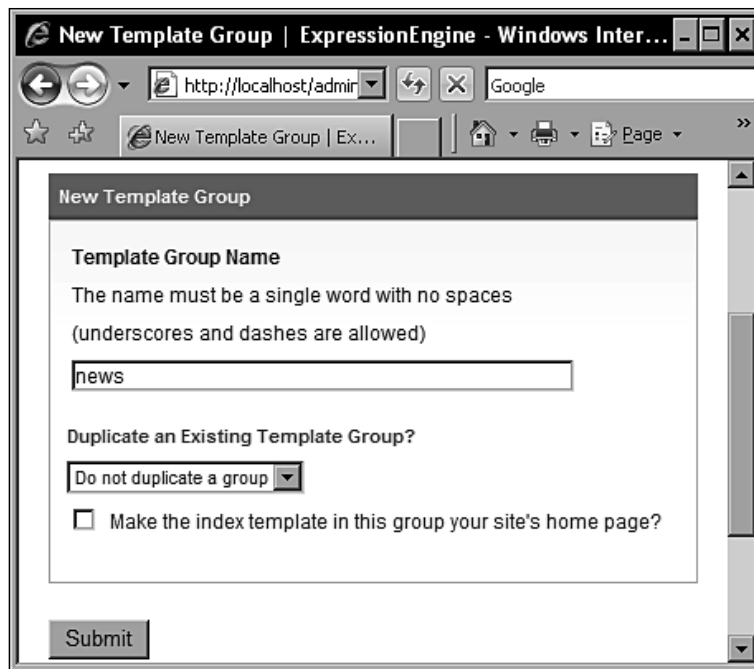 New Template Group | ExpressionEngine - Windows Inter...
http://localhost/admir
Google
New Template Group | Ex...
Page
New Template Group
Template Group Name
The name must be a single word with no spaces
(underscores and dashes are allowed)
news
Duplicate an Existing Template Group?
Do not duplicate a group
Make the index template in this group your site's home page?
Submit